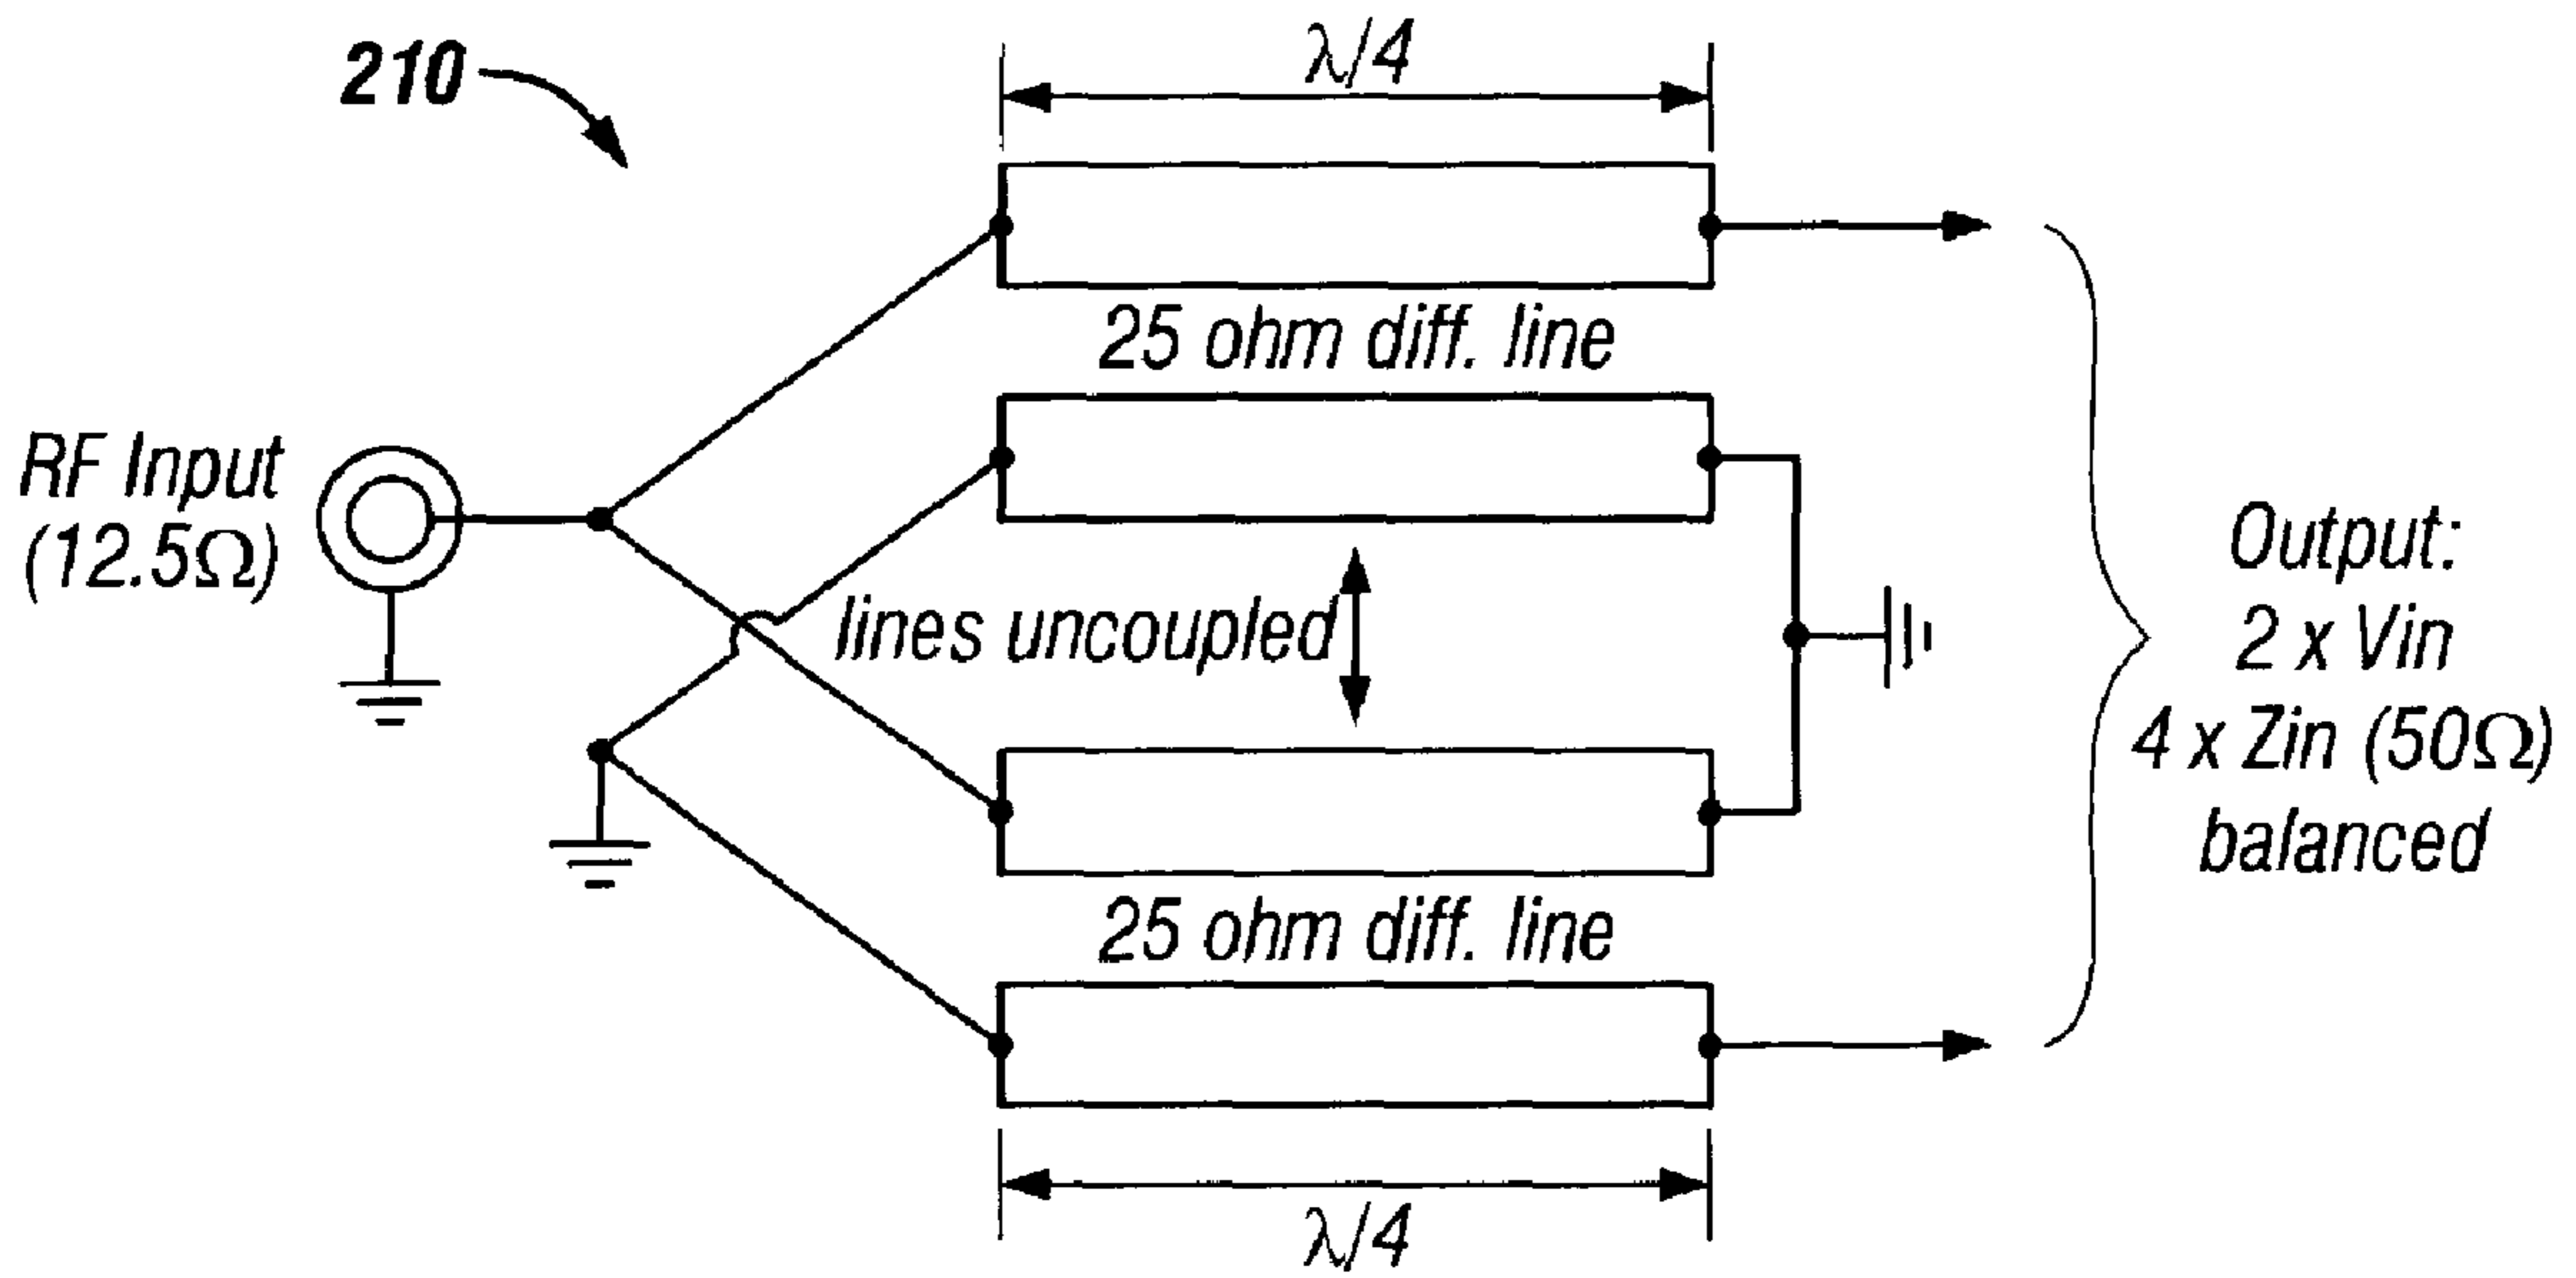 210
λ/4
25 ohm diff. line
RF Input
(12.5Ω)
lines uncoupled
Output:
2 x Vin
4 x Zin (50Ω)
balanced
25 ohm diff. line
λ/4